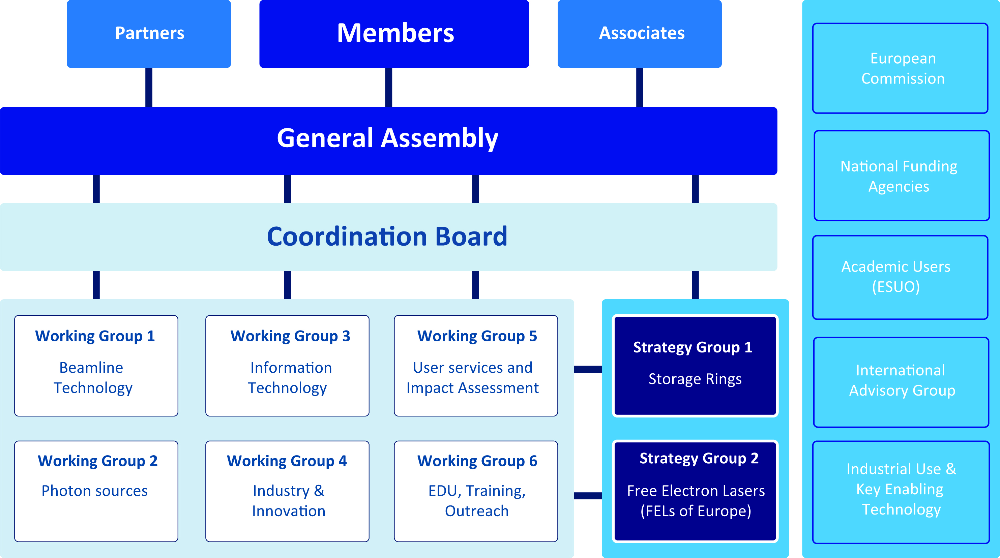 Partners
Members
Associates
General Assembly
Coordination Board
Working Group 1
Beamline
Technology
Working Group 3
Information
Technology
Working Group 5
User services and
Impact Assessment
Working Group 2
Photon sources
Working Group 4
Industry &
Innovation
Working Group 6
EDU, Training,
Outreach
Strategy Group 1
Storage Rings
Strategy Group 2
Free Electron Lasers
(FELs of Europe)
European
Commission
National Funding
Agencies
Academic Users
(ESUO)
International
Advisory Group
Industrial Use &
Key Enabling
Technology